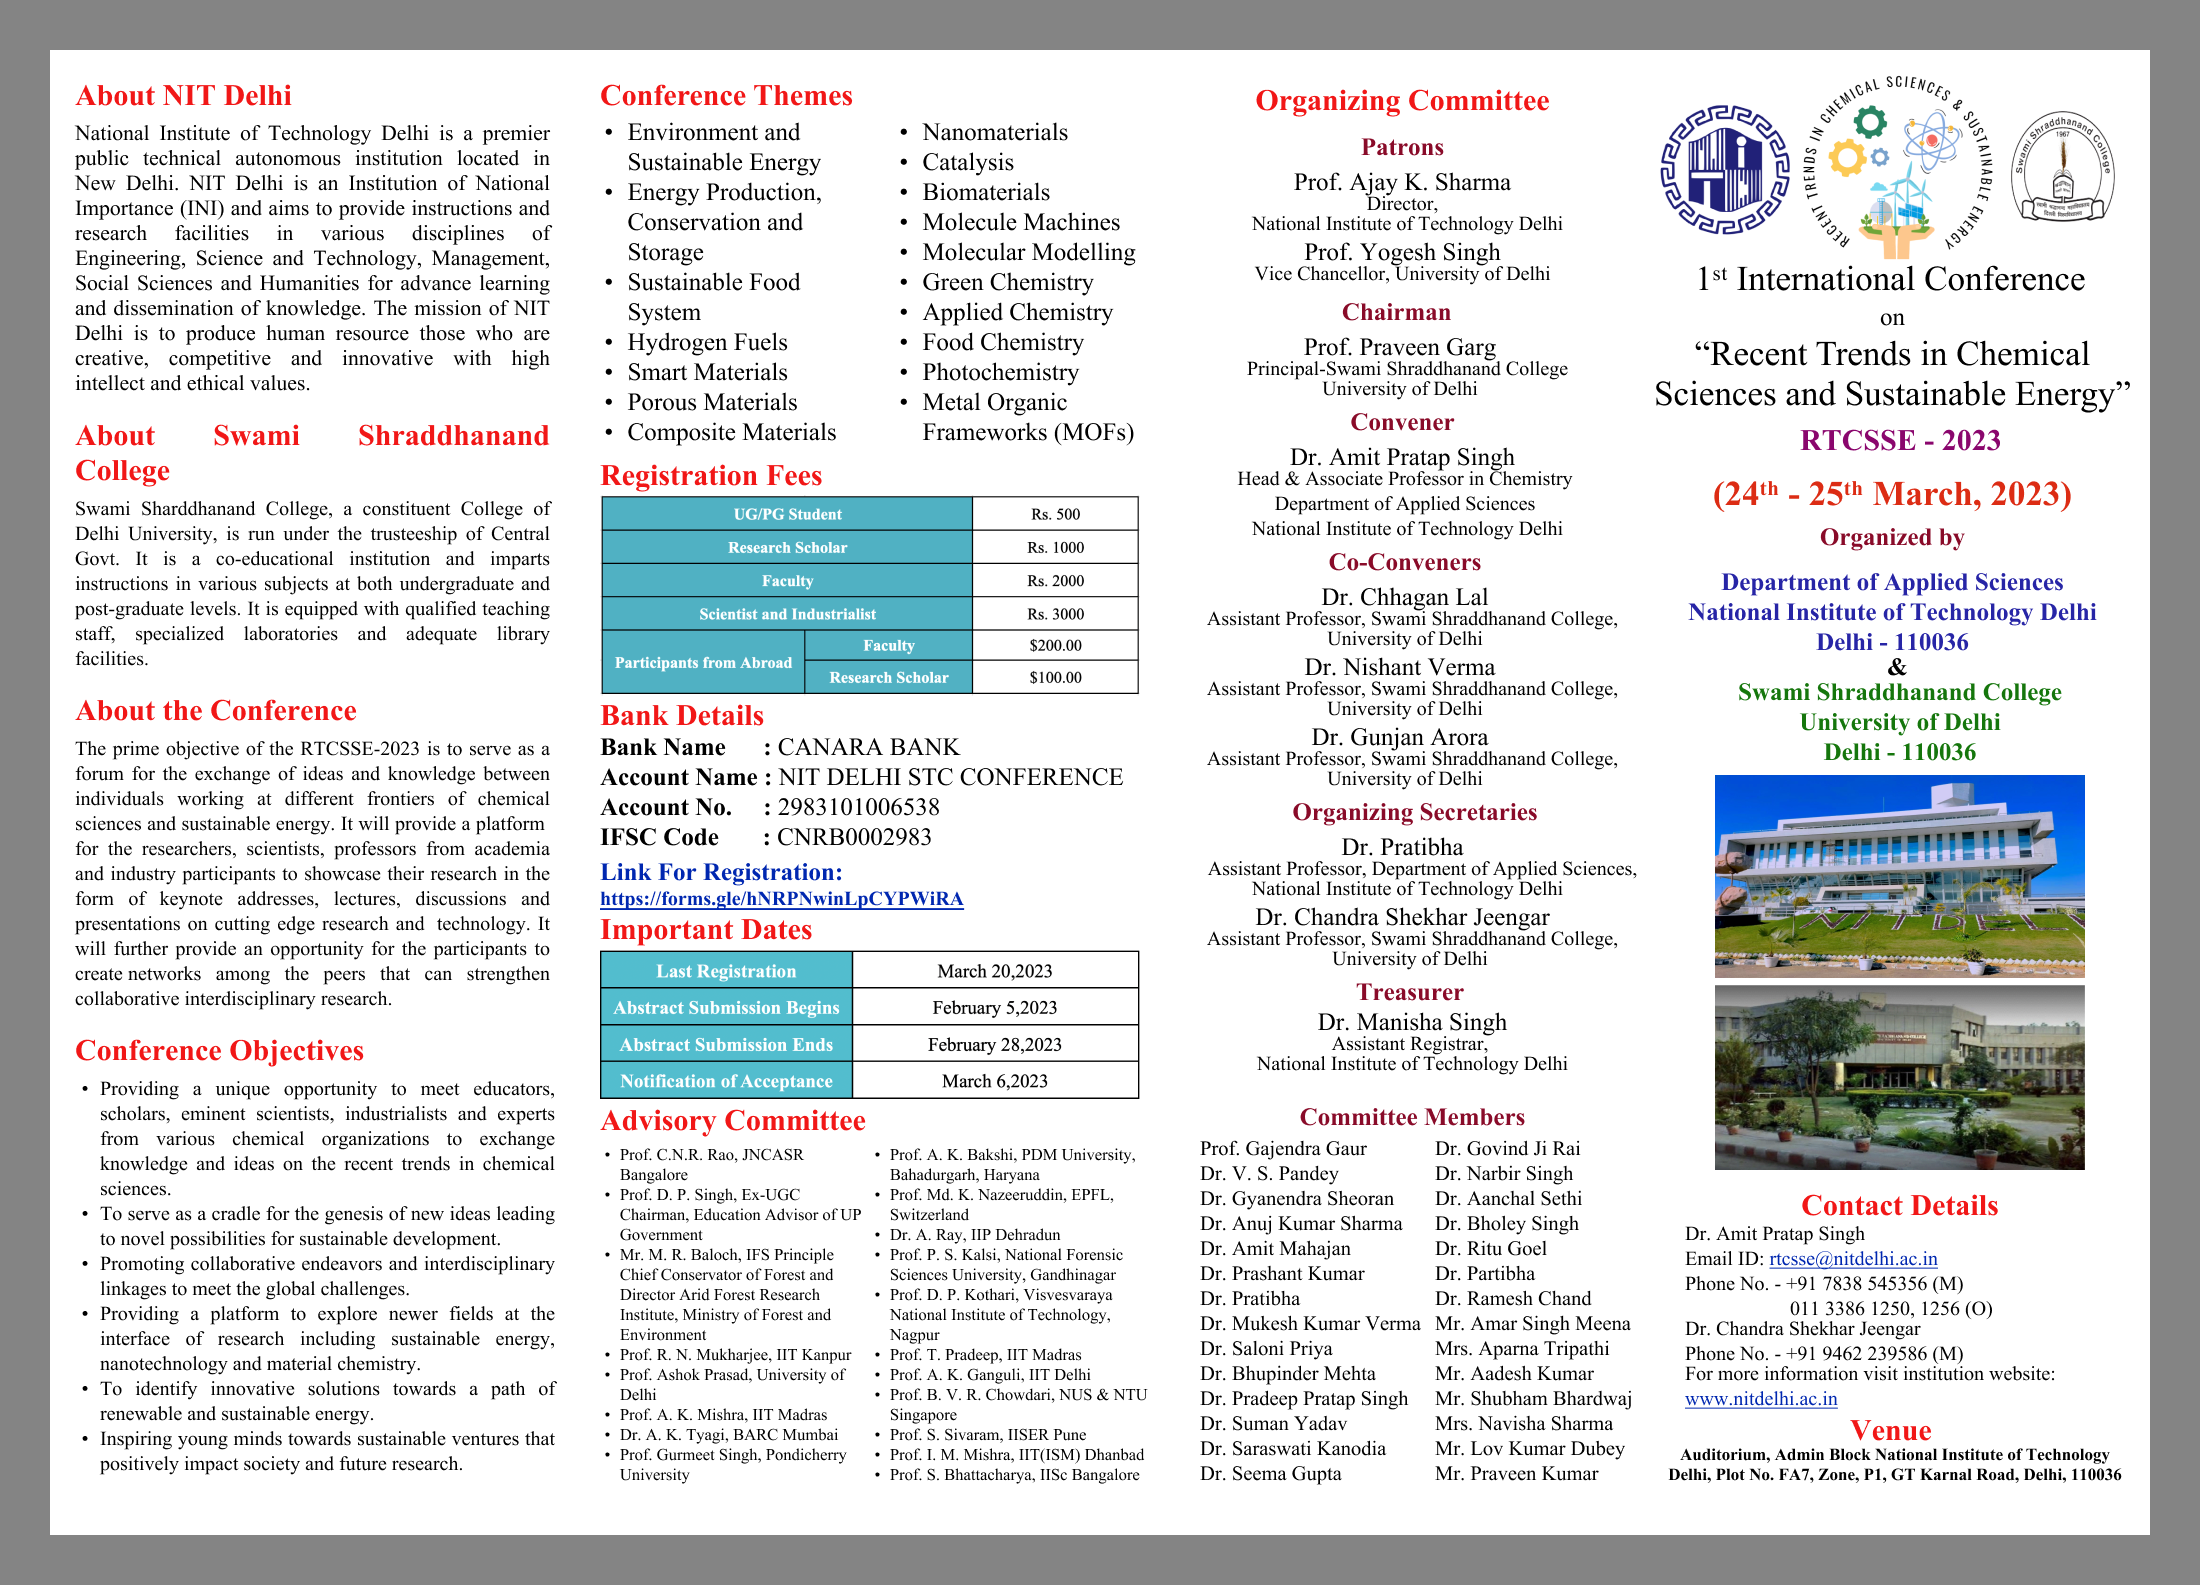 About NIT Delhi
National Institute of Technology Delhi is a premier
public technical autonomous institution located in
New Delhi. NIT Delhi is an Institution of National
Importance (INI) and aims to provide instructions and
research facilities in various disciplines of
Engineering, Science and Technology, Management,
Social Sciences and Humanities for advance learning
and dissemination of knowledge. The mission of NIT
Delhi is to produce human resource those who are
creative, competitive and innovative with high
intellect and ethical values.
About Swami Shraddhanand
College
Swami Sharddhanand College, a constituent College of
Delhi University, is run under the trusteeship of Central
Govt. It is a co-educational institution and imparts
instructions in various subjects at both undergraduate and
post-graduate levels. It is equipped with qualified teaching
staff, specialized laboratories and adequate library
facilities.
About the Conference
The prime objective of the RTCSSE-2023 is to serve as a
forum for the exchange of ideas and knowledge between
individuals working at different frontiers of chemical
sciences and sustainable energy. It will provide a platform
for the researchers, scientists, professors from academia
and industry participants to showcase their research in the
form of keynote addresses, lectures, discussions and
presentations on cutting edge research and technology. It
will further provide an opportunity for the participants to
create networks among the peers that can strengthen
collaborative interdisciplinary research.
Conference Objectives
• Providing a unique opportunity to meet educators,
scholars, eminent scientists, industrialists and experts
from various chemical organizations to exchange
knowledge and ideas on the recent trends in chemical
sciences.
• To serve as a cradle for the genesis of new ideas leading
to novel possibilities for sustainable development.
• Promoting collaborative endeavors and interdisciplinary
linkages to meet the global challenges.
• Providing a platform to explore newer fields at the
interface of research including sustainable energy,
nanotechnology and material chemistry.
• To identify innovative solutions towards a path of
renewable and sustainable energy.
• Inspiring young minds towards sustainable ventures that
positively impact society and future research.
Conference Themes
• Environment and
Sustainable Energy
• Energy Production,
Conservation and
Storage
• Sustainable Food
System
• Hydrogen Fuels
• Smart Materials
• Porous Materials
• Composite Materials
• Nanomaterials
• Catalysis
• Biomaterials
• Molecule Machines
• Molecular Modelling
• Green Chemistry
• Applied Chemistry
• Food Chemistry
• Photochemistry
• Metal Organic
Frameworks (MOFs)
Registration Fees
UG/PG Student Rs. 500
Research Scholar Rs. 1000
Faculty Rs. 2000
Scientist and Industrialist Rs. 3000
Participants from Abroad
Faculty $200.00
Research Scholar $100.00
Bank Details
Bank Name : CANARA BANK
Account Name : NIT DELHI STC CONFERENCE
Account No. : 2983101006538
IFSC Code : CNRB0002983
Link For Registration:
https://forms.gle/hNRPNwinLpCYPWiRA
Important Dates
Last Registration March 20,2023
Abstract Submission Begins February 5,2023
Abstract Submission Ends February 28,2023
Notification of Acceptance March 6,2023
Advisory Committee
• Prof. C.N.R. Rao, JNCASR
Bangalore
• Prof. D. P. Singh, Ex-UGC
Chairman, Education Advisor of UP
Government
• Mr. M. R. Baloch, IFS Principle
Chief Conservator of Forest and
Director Arid Forest Research
Institute, Ministry of Forest and
Environment
• Prof. R. N. Mukharjee, IIT Kanpur
• Prof. Ashok Prasad, University of
Delhi
• Prof. A. K. Mishra, IIT Madras
• Dr. A. K. Tyagi, BARC Mumbai
• Prof. Gurmeet Singh, Pondicherry
University
• Prof. A. K. Bakshi, PDM University,
Bahadurgarh, Haryana
• Prof. Md. K. Nazeeruddin, EPFL,
Switzerland
• Dr. A. Ray, IIP Dehradun
• Prof. P. S. Kalsi, National Forensic
Sciences University, Gandhinagar
• Prof. D. P. Kothari, Visvesvaraya
National Institute of Technology,
Nagpur
• Prof. T. Pradeep, IIT Madras
• Prof. A. K. Ganguli, IIT Delhi
• Prof. B. V. R. Chowdari, NUS & NTU
Singapore
• Prof. S. Sivaram, IISER Pune
• Prof. I. M. Mishra, IIT(ISM) Dhanbad
• Prof. S. Bhattacharya, IISc Bangalore
Organizing Committee
Patrons
Prof. Ajay K. Sharma
Director,
National Institute of Technology Delhi
Prof. Yogesh Singh
Vice Chancellor, University of Delhi
Chairman
Prof. Praveen Garg
Principal-Swami Shraddhanand College
University of Delhi
Convener
Dr. Amit Pratap Singh
Head & Associate Professor in Chemistry
Department of Applied Sciences
National Institute of Technology Delhi
Co-Conveners
Dr. Chhagan Lal
Assistant Professor, Swami Shraddhanand College,
University of Delhi
Dr. Nishant Verma
Assistant Professor, Swami Shraddhanand College,
University of Delhi
Dr. Gunjan Arora
Assistant Professor, Swami Shraddhanand College,
University of Delhi
Organizing Secretaries
Dr. Pratibha
Assistant Professor, Department of Applied Sciences,
National Institute of Technology Delhi
Dr. Chandra Shekhar Jeengar
Assistant Professor, Swami Shraddhanand College,
University of Delhi
Treasurer
Dr. Manisha Singh
Assistant Registrar,
National Institute of Technology Delhi
Committee Members
Prof. Gajendra Gaur
Dr. V. S. Pandey
Dr. Gyanendra Sheoran
Dr. Anuj Kumar Sharma
Dr. Amit Mahajan
Dr. Prashant Kumar
Dr. Pratibha
Dr. Mukesh Kumar Verma
Dr. Saloni Priya
Dr. Bhupinder Mehta
Dr. Pradeep Pratap Singh
Dr. Suman Yadav
Dr. Saraswati Kanodia
Dr. Seema Gupta
Dr. Govind Ji Rai
Dr. Narbir Singh
Dr. Aanchal Sethi
Dr. Bholey Singh
Dr. Ritu Goel
Dr. Partibha
Dr. Ramesh Chand
Mr. Amar Singh Meena
Mrs. Aparna Tripathi
Mr. Aadesh Kumar
Mr. Shubham Bhardwaj
Mrs. Navisha Sharma
Mr. Lov Kumar Dubey
Mr. Praveen Kumar
RECENT TRENDS IN CHEMICAL SCIENCES & SUSTAINABLE ENERGY
Swami Shraddhanand College
1967
1st International Conference
on
“Recent Trends in Chemical
Sciences and Sustainable Energy”
RTCSSE - 2023
(24th - 25th March, 2023)
Organized by
Department of Applied Sciences
National Institute of Technology Delhi
Delhi - 110036
&
Swami Shraddhanand College
University of Delhi
Delhi - 110036
NIT DEL
Contact Details
Dr. Amit Pratap Singh
Email ID: rtcsse@nitdelhi.ac.in
Phone No. - +91 7838 545356 (M)
011 3386 1250, 1256 (O)
Dr. Chandra Shekhar Jeengar
Phone No. - +91 9462 239586 (M)
For more information visit institution website:
www.nitdelhi.ac.in
Venue
Auditorium, Admin Block National Institute of Technology
Delhi, Plot No. FA7, Zone, P1, GT Karnal Road, Delhi, 110036